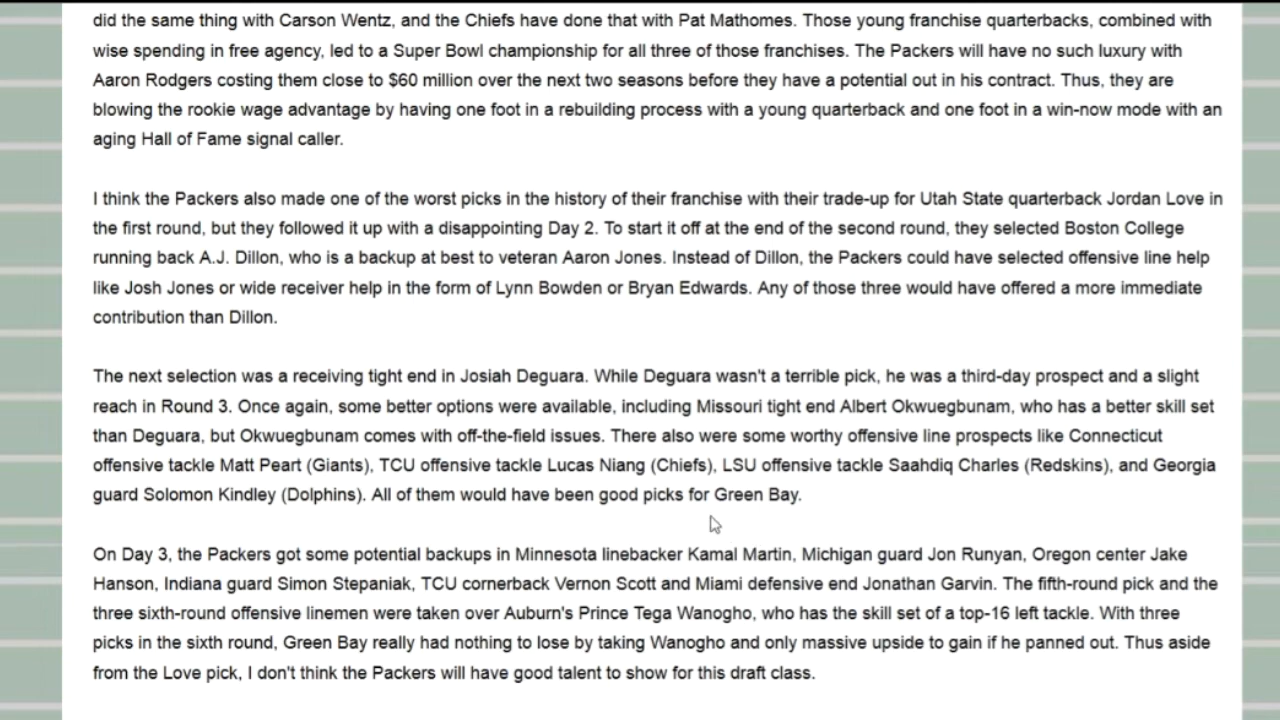 did the same thing with Carson Wentz, and the Chiefs have done that with Pat Mathomes. Those young franchise quarterbacks, combined with
wise spending in free agency, led to a Super Bowl championship for all three of those franchises. The Packers will have no such luxury with
Aaron Rodgers costing them close to $60 million over the next two seasons before they have a potential out in his contract. Thus, they are
blowing the rookie wage advantage by having one foot in a rebuilding process with a young quarterback and one foot in a win-now mode with an
aging Hall of Fame signal caller.
I think the Packers also made one of the worst picks in the history of their franchise with their trade-up for Utah State quarterback Jordan Love in
the first round, but they followed it up with a disappointing Day 2. To start it off at the end of the second round, they selected Boston College
running back A.J. Dillon, who is a backup at best to veteran Aaron Jones. Instead of Dillon, the Packers could have selected offensive line help
like Josh Jones or wide receiver help in the form of Lynn Bowden or Bryan Edwards. Any of those three would have offered a more immediate
contribution than Dillon.
The next selection was a receiving tight end in Josiah Deguara. While Deguara wasn't a terrible pick, he was a third-day prospect and a slight
reach in Round 3. Once again, some better options were available, including Missouri tight end Albert Okwuegbunam, who has a better skill set
than Deguara, but Okwuegbunam comes with off-the-field issues. There also were some worthy offensive line prospects like Connecticut
offensive tackle Matt Peart (Giants), TCU offensive tackle Lucas Niang (Chiefs), LSU offensive tackle Saahdiq Charles (Redskins), and Georgia
guard Solomon Kindley (Dolphins). All of them would have been good picks for Green Bay.
On Day 3, the Packers got some potential backups in Minnesota linebacker Kamal Martin, Michigan guard Jon Runyan, Oregon center Jake
Hanson, Indiana guard Simon Stepaniak, TCU cornerback Vernon Scott and Miami defensive end Jonathan Garvin. The fifth-round pick and the
three sixth-round offensive linemen were taken over Auburn's Prince Tega Wanogho, who has the skill set of a top-16 left tackle. With three
picks in the sixth round, Green Bay really had nothing to lose by taking Wanogho and only massive upside to gain if he panned out. Thus aside
from the Love pick, I don't think the Packers will have good talent to show for this draft class.